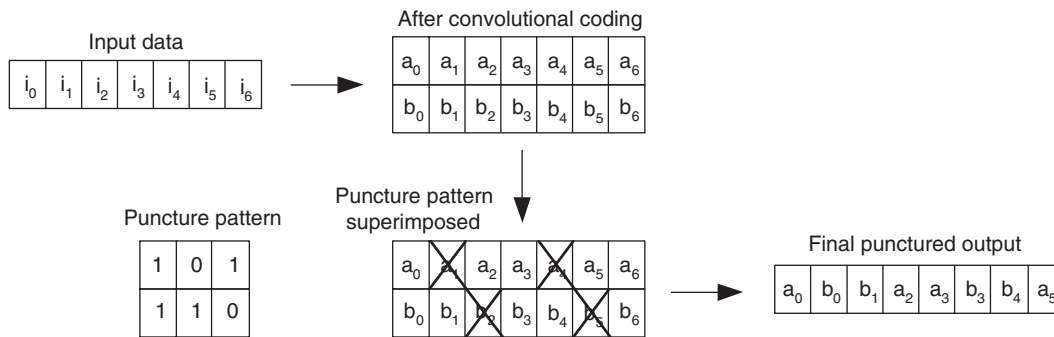 After convolutional coding
Input data
i₀ i₁ i₂ i₃ i₄ i₅ i₆
a₀ a₁ a₂ a₃ a₄ a₅ a₆
b₀ b₁ b₂ b₃ b₄ b₅ b₆
Puncture pattern
superimposed
Puncture pattern
1 0 1
1 1 0
a₀ a₁ a₂ a₃ a₄ a₅ a₆
b₀ b₁ b₂ b₃ b₄ b₅ b₆
Final punctured output
a₀ b₀ b₁ a₂ a₃ b₃ b₄ a₅